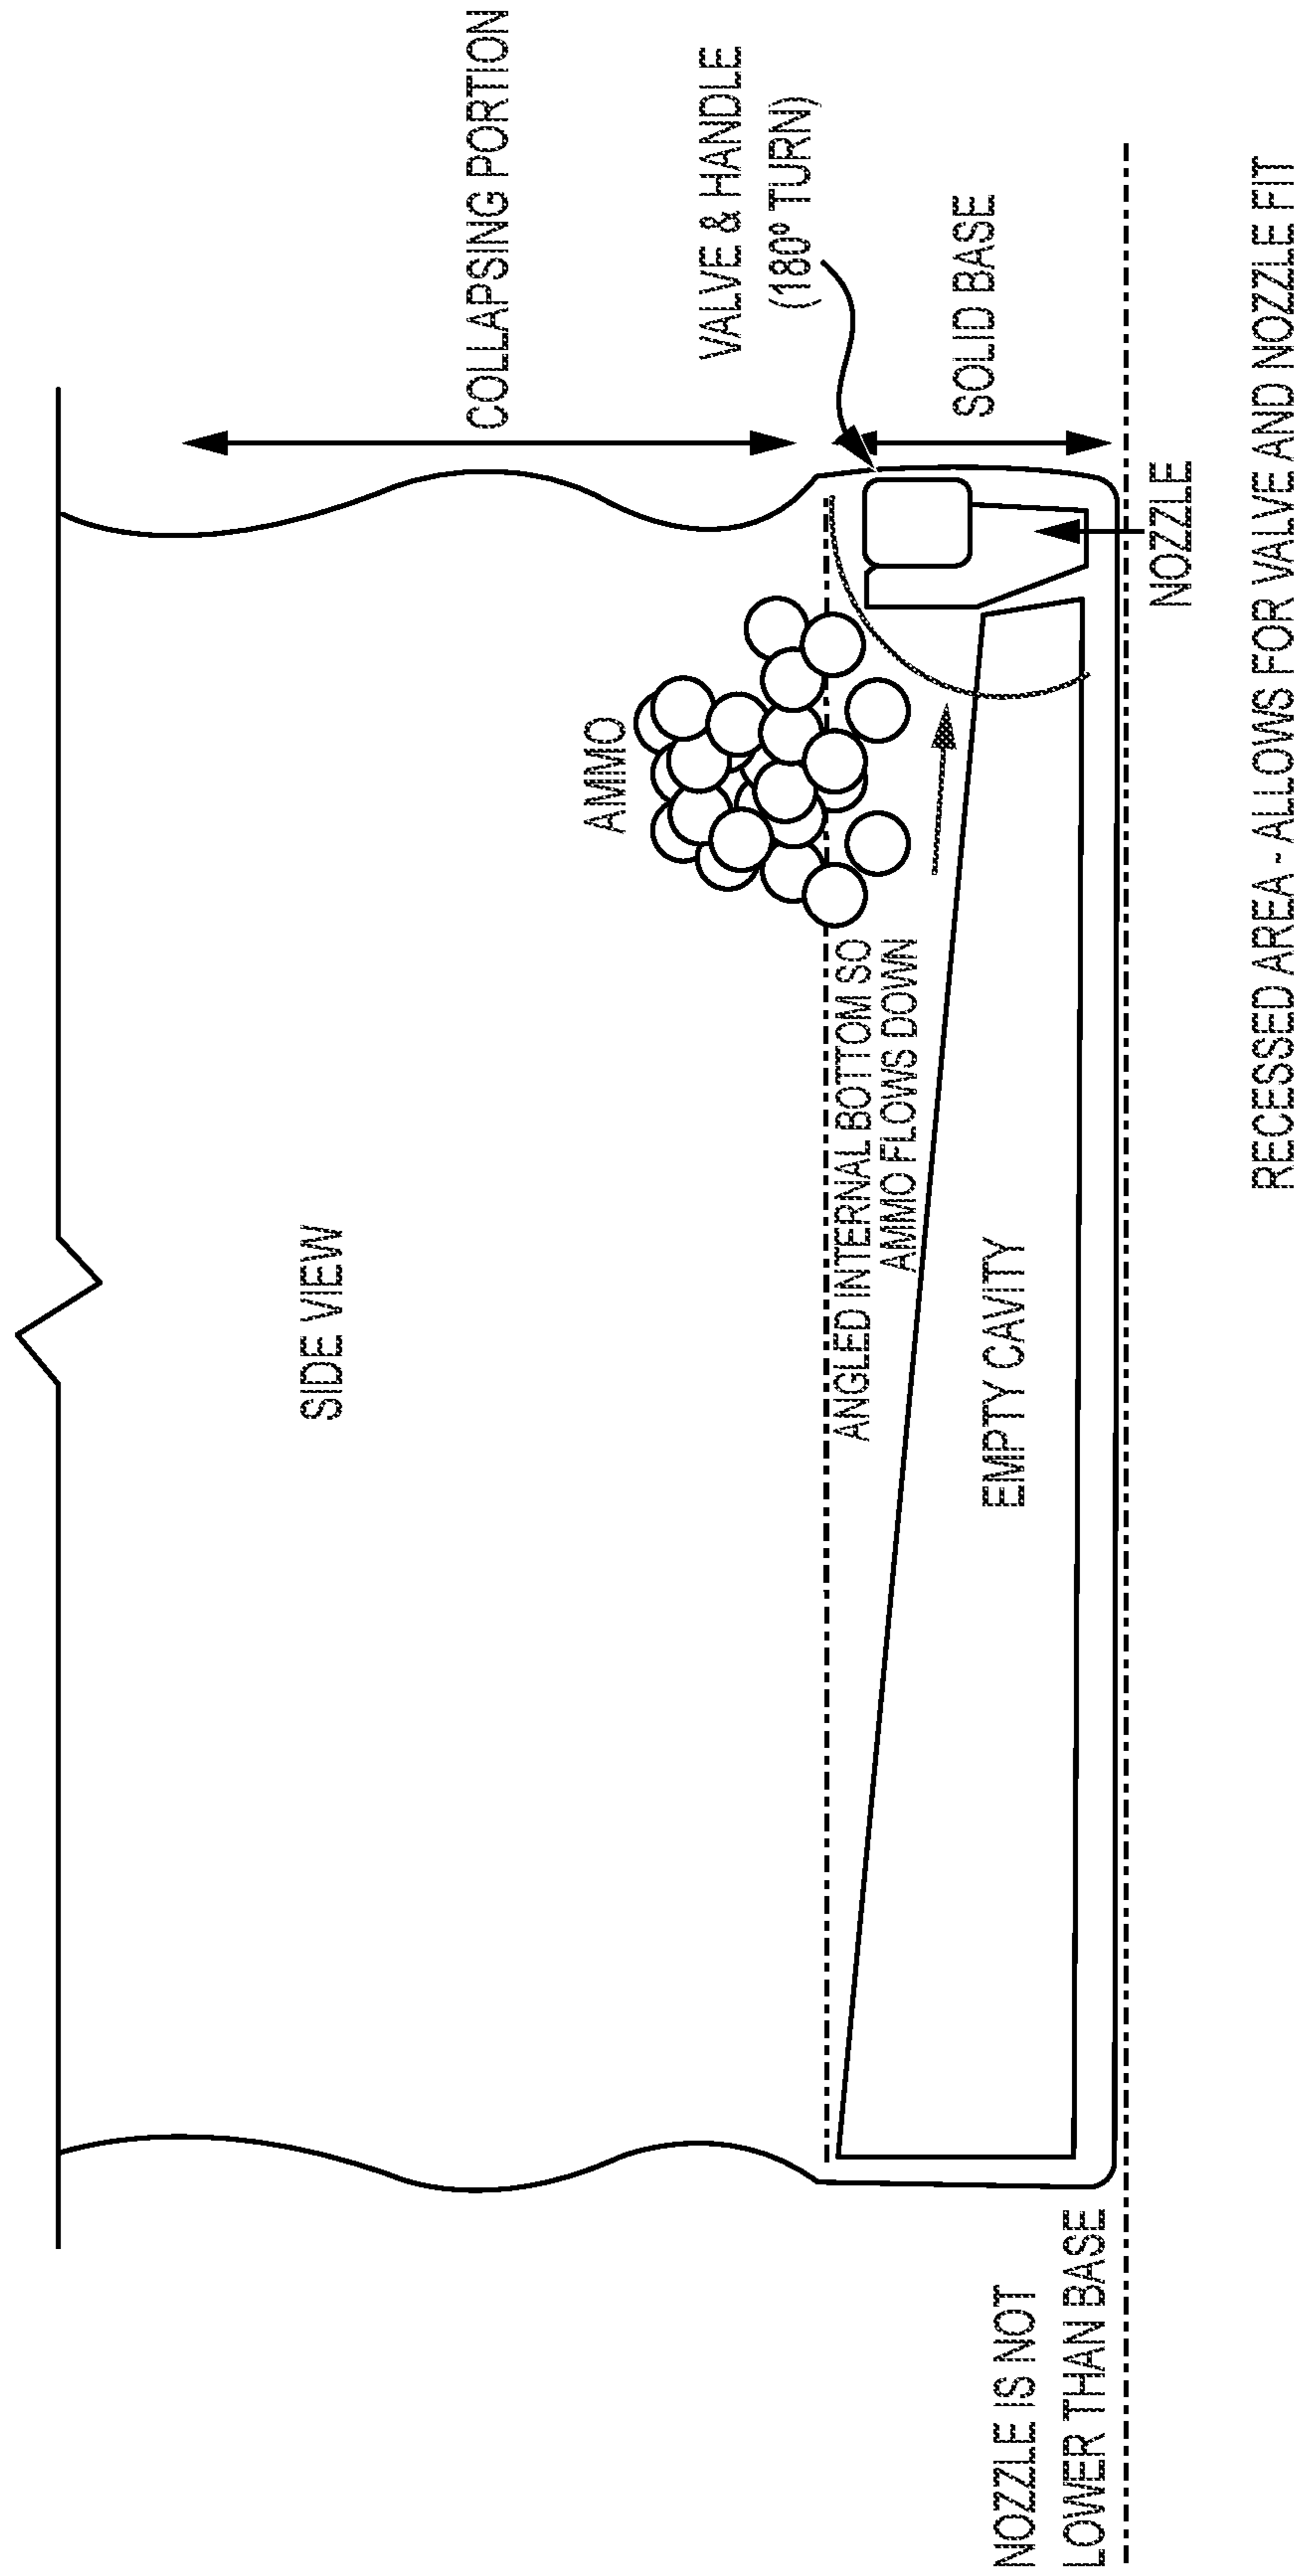 SIDE VIEW
COLLAPSING PORTION
AMMO
VALVE & HANDLE
(180º TURN)
ANGLED INTERNAL BOTTOM SO
AMMO FLOWS DOWN
EMPTY CAVITY
SOLID BASE
NOZZLE IS NOT
LOWER THAN BASE
NOZZLE
RECESSED AREA - ALLOWS FOR VALVE AND NOZZLE FIT